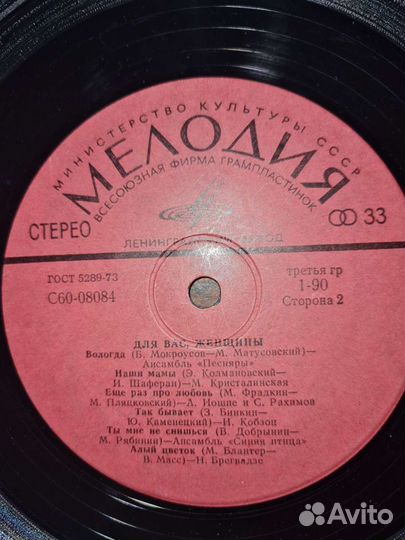 МИНИСТЕРСТВО КУЛЬТУРЫ СССР
МЕЛОДИЯ
ВСЕСОЮЗНАЯ ФИРМА ГРАМПЛАСТИНОК
СТЕРЕО
33
ЗАВОД
ГОСТ 5289-73
третья гр
С60-08084
1-90
Сторона 2
ДЛЯ ВАС, ЖЕНЩИНЫ
Вологда (Б. Мокроусов—М. Матусовский)—
Ансамбль «Песняры»
Наши мамы (Э. Колмановский—
И. Шаферан)—М. Кристалинская
Еще раз про любовь (М. Фрадкин—
М. Пляцковский)—А. Иошпе и С. Рахимов
Так бывает (З. Бинкин—
Ю. Каменецкий)—И. Кобзон
Ты мне не снишься (В. Добрынин—
М. Рябинин)—Ансамбль «Синяя птица»
Алый цветок (М. Блантер—
В. Масс)—Н. Брегвадзе
Avito